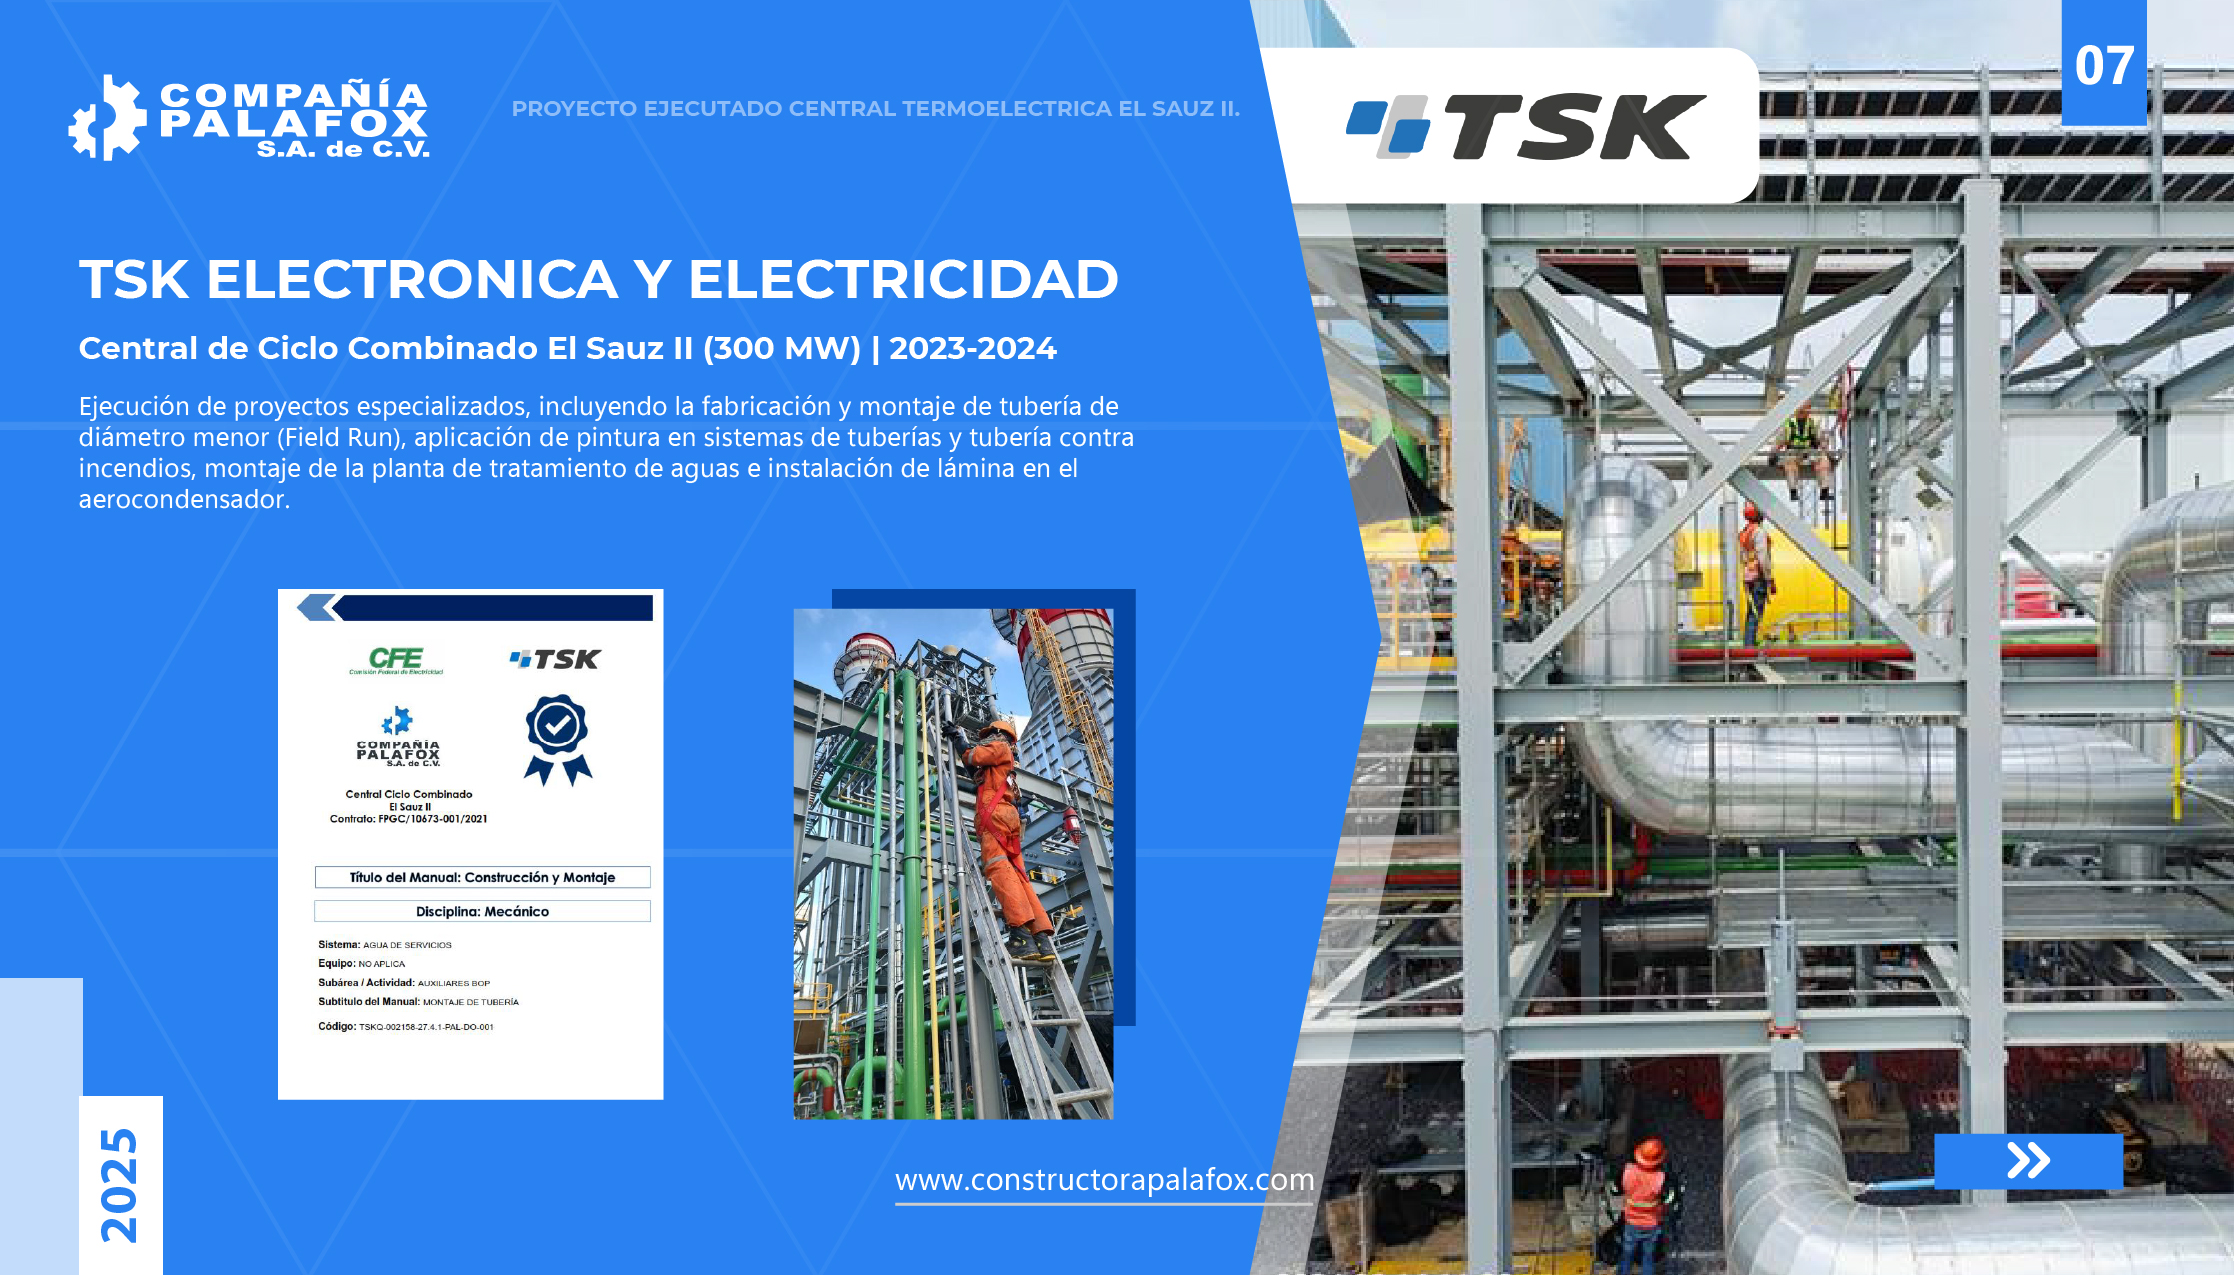 COMPAÑÍA
PALAFOX
S.A. de C.V.
PROYECTO EJECUTADO CENTRAL TERMOELECTRICA EL SAUZ II.
TSK
07
TSK ELECTRONICA Y ELECTRICIDAD
Central de Ciclo Combinado El Sauz II (300 MW) | 2023-2024
Ejecución de proyectos especializados, incluyendo la fabricación y montaje de tubería de
diámetro menor (Field Run), aplicación de pintura en sistemas de tuberías y tubería contra
incendios, montaje de la planta de tratamiento de aguas e instalación de lámina en el
aerocondensador.
CFE
Comisión Federal de Electricidad
TSK
COMPAÑÍA
PALAFOX
S.A. de C.V.
Central Ciclo Combinado
El Sauz II
Contrato: FPGC/10673-001/2021
Título del Manual: Construcción y Montaje
Disciplina: Mecánico
Sistema: AGUA DE SERVICIOS
Equipo: NO APLICA
Subárea / Actividad: AUXILIARES BOP
Subtitulo del Manual: MONTAJE DE TUBERÍA
Código: TSKQ-002158-27.4.1-PAL-DO-001
2025
www.constructorapalafox.com